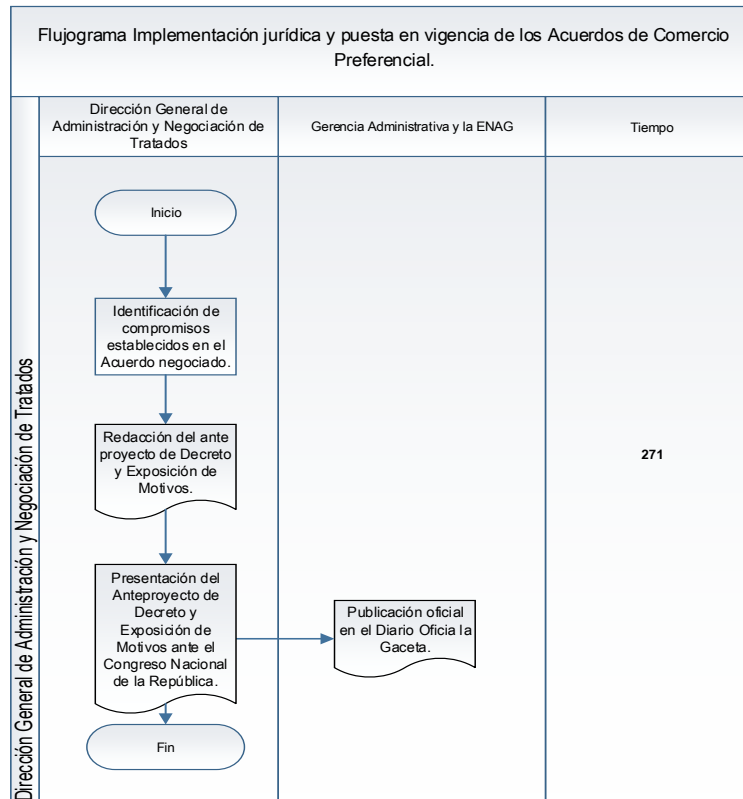 Flujograma Implementación jurídica y puesta en vigencia de los Acuerdos de Comercio
Preferencial.
Dirección General de
Administración y Negociación de
Tratados
Gerencia Administrativa y la ENAG
Tiempo
Dirección General de Administración y Negociación de Tratados
Inicio
Identificación de
compromisos
establecidos en el
Acuerdo negociado.
Redacción del ante
proyecto de Decreto
y Exposición de
Motivos.
271
Presentación del
Anteproyecto de
Decreto y
Exposición de
Motivos ante el
Congreso Nacional
de la República.
Publicación oficial
en el Diario Oficia la
Gaceta.
Fin